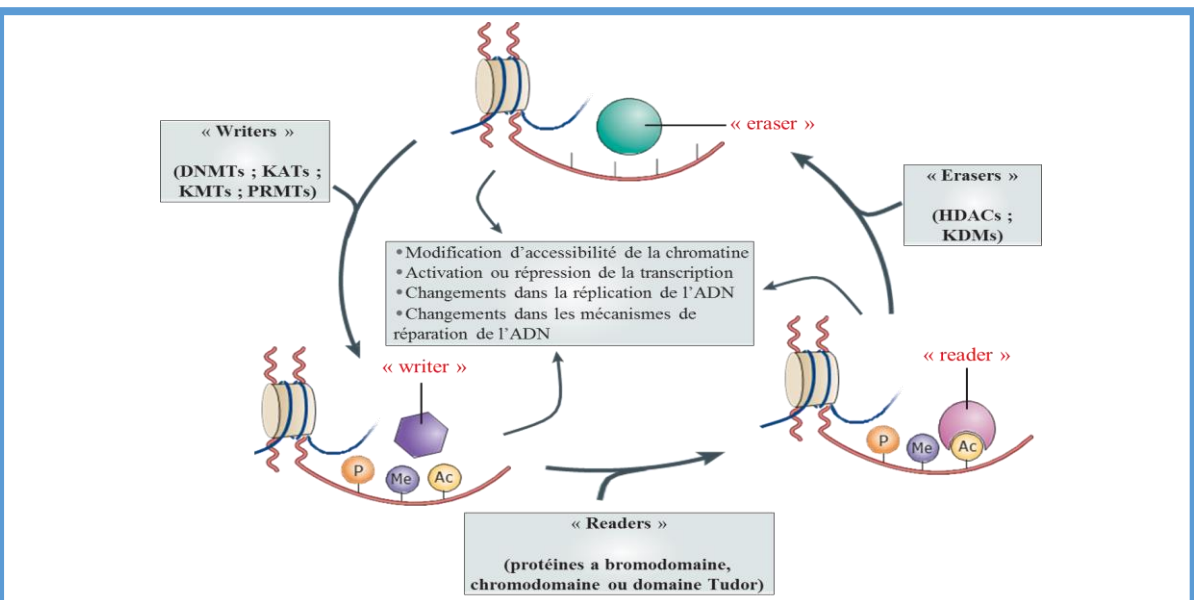 « eraser »
« Writers »
(DNMTs ; KATs ;
KMTs ; PRMTs)
« Erasers »
(HDACs ;
KDMs)
• Modification d’accessibilité de la chromatine
• Activation ou répression de la transcription
• Changements dans la réplication de l’ADN
• Changements dans les mécanismes de
réparation de l’ADN
« writer »
« reader »
P
Me
Ac
P
Me
Ac
« Readers »
(protéines a bromodomaine,
chromodomaine ou domaine Tudor)